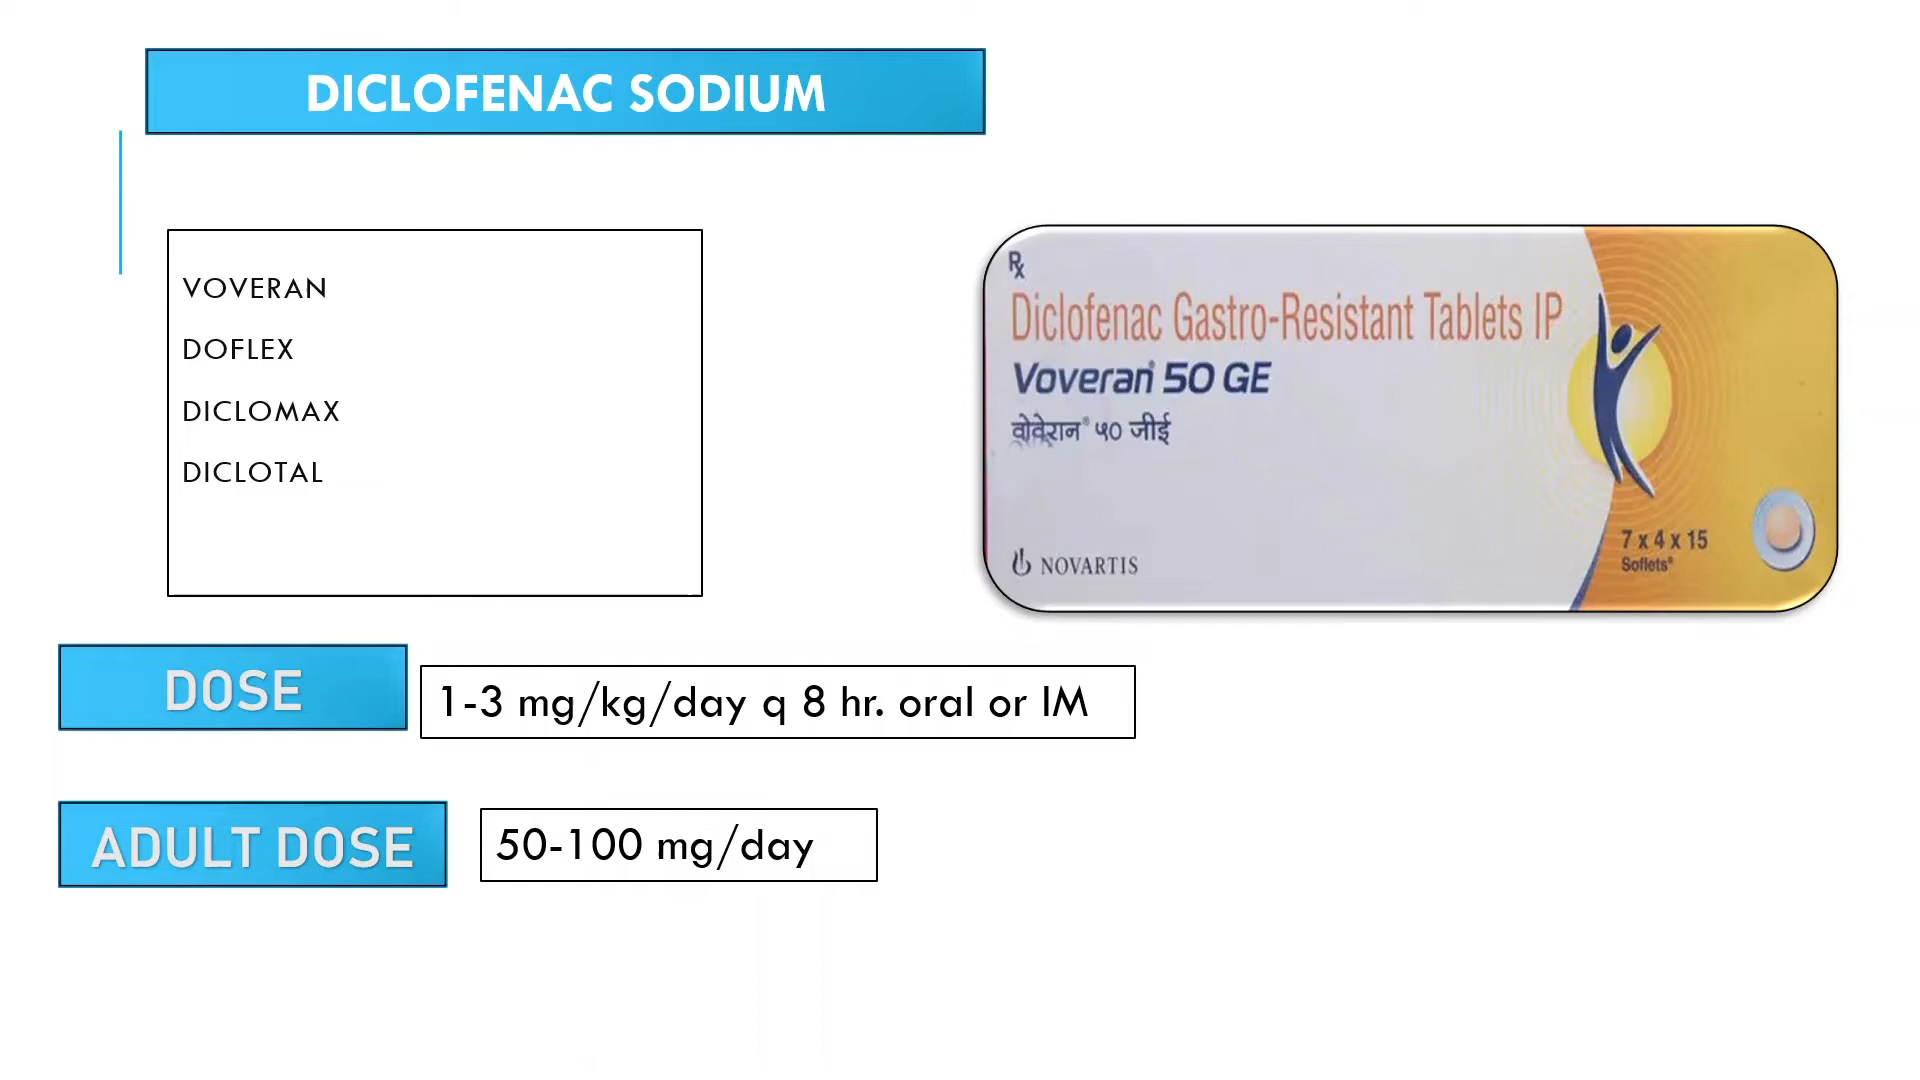 DICLOFENAC SODIUM
VOVERAN
DOFLEX
DICLOMAX
DICLOTAL
Rx
Diclofenac Gastro-Resistant Tablets IP
Voveran® 50 GE
वोवेरान® ५० जीई
NOVARTIS
7 x 4 x 15
Soflets®
DOSE
1-3 mg/kg/day q 8 hr. oral or IM
ADULT DOSE
50-100 mg/day